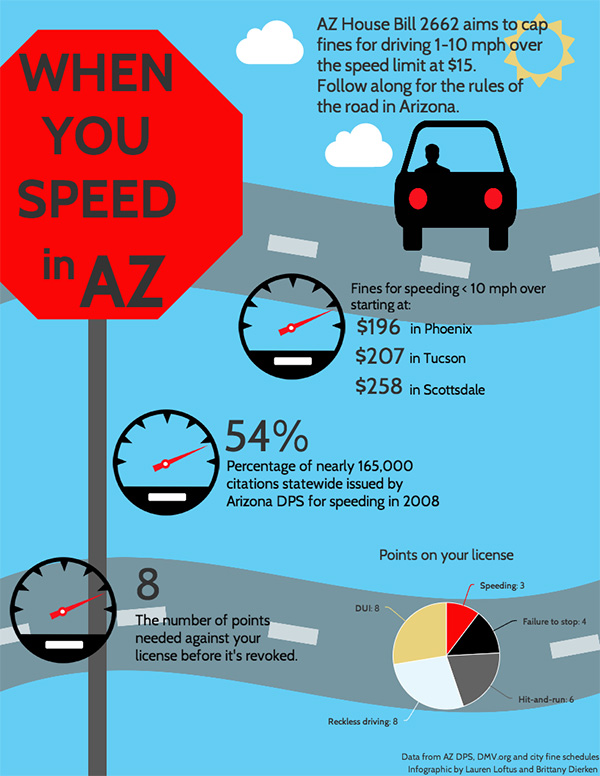 WHEN
YOU
SPEED
in AZ
AZ House Bill 2662 aims to cap
fines for driving 1-10 mph over
the speed limit at $15.
Follow along for the rules of
the road in Arizona.
Fines for speeding < 10 mph over
starting at:
$196 in Phoenix
$207 in Tucson
$258 in Scottsdale
54%
Percentage of nearly 165,000
citations statewide issued by
Arizona DPS for speeding in 2008
8
The number of points
needed against your
license before it's revoked.
Points on your license
Speeding: 3
DUI: 8
Failure to stop: 4
Hit-and-run: 6
Reckless driving: 8
Data from AZ DPS, DMV.org and city fine schedules
Infographic by Lauren Loftus and Brittany Dierken